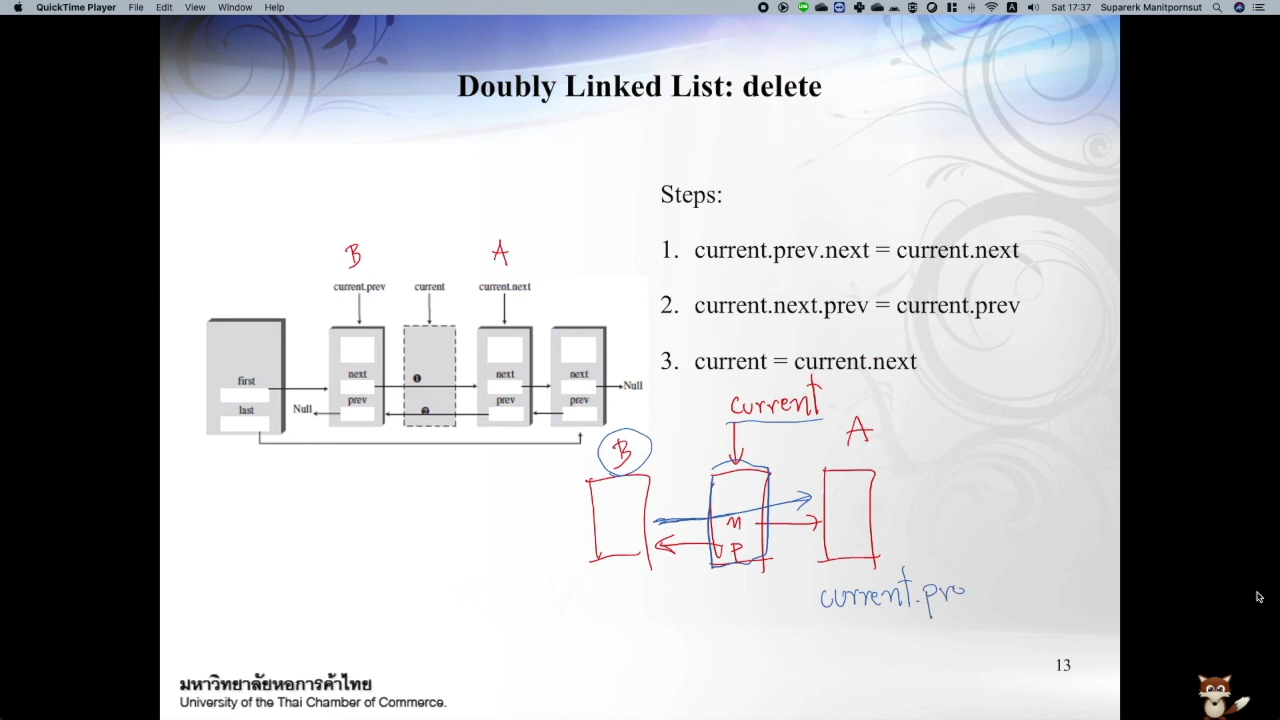 QuickTime Player File Edit View Window Help
Sat 17:37 Suparerk Manitpornsut
Doubly Linked List: delete
Steps:
1. current.prev.next = current.next
2. current.next.prev = current.prev
3. current = current.next
B A
current.prev current current.next
next next next
prev prev prev
first
last
Null
Null
1
2
current
B
A
n
P
current.pre
13
มหาวิทยาลัยหอการค้าไทย
University of the Thai Chamber of Commerce.